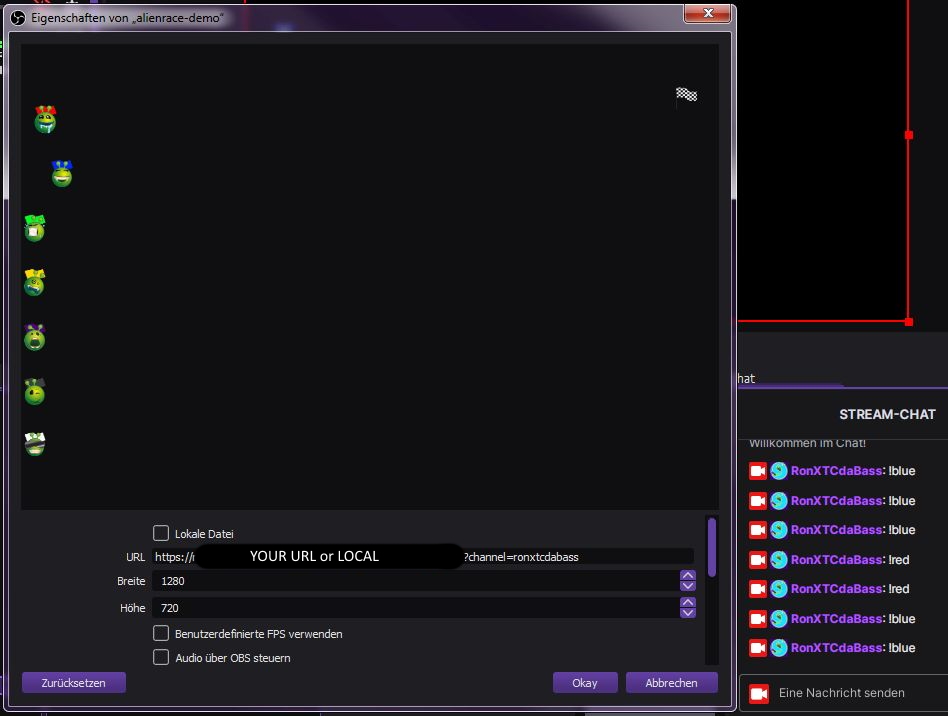 Eigenschaften von „alienrace-demo“
Lokale Datei
URL https:// YOUR URL or LOCAL ?channel=ronxtcdabass
Breite 1280
Höhe 720
Benutzerdefinierte FPS verwenden
Audio über OBS steuern
Zurücksetzen Okay Abbrechen
hat
STREAM-CHAT
Willkommen im Chat!
RonXTCdaBass: !blue
RonXTCdaBass: !blue
RonXTCdaBass: !blue
RonXTCdaBass: !red
RonXTCdaBass: !red
RonXTCdaBass: !blue
RonXTCdaBass: !blue
Eine Nachricht senden